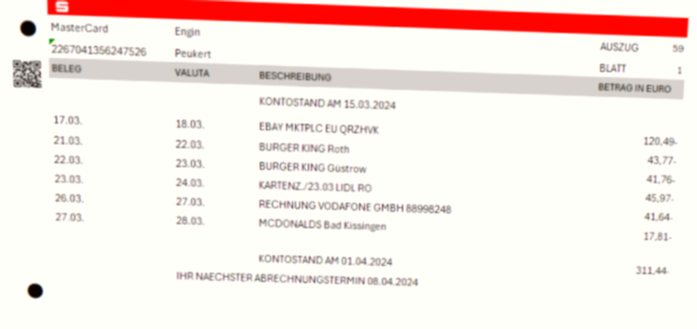 MasterCard Engin AUSZUG 59
2267041356247526 Peukert BLATT 1
BELEG VALUTA BESCHREIBUNG BETRAG IN EURO
KONTOSTAND AM 15.03.2024
17.03. 18.03. EBAY MKTPLC EU QRZHVK 120,49-
21.03. 22.03. BURGER KING Roth 43,77-
22.03. 23.03. BURGER KING Güstrow 41,76-
23.03. 24.03. KARTENZ./23.03 LIDL RO 45,97-
26.03. 27.03. RECHNUNG VODAFONE GMBH 88998248 41,64-
27.03. 28.03. MCDONALDS Bad Kissingen 17,81-
KONTOSTAND AM 01.04.2024 311,44-
IHR NAECHSTER ABRECHNUNGSTERMIN 08.04.2024